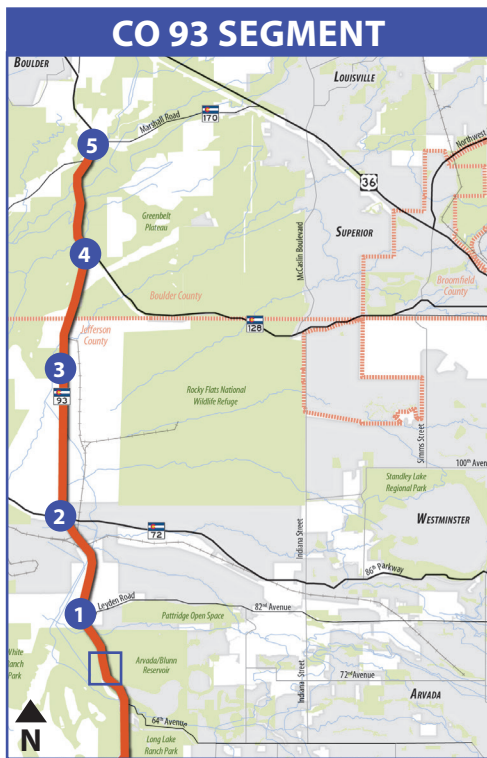 CO 93 SEGMENT
BOULDER
LOUISVILLE
Marshall Road
170
Northwest
5
36
Greenbelt
Plateau
McCaslin Boulevard
SUPERIOR
4
Boulder County
Broomfield
County
128
Jefferson
County
3
93
Rocky Flats National
Wildlife Refuge
Simms Street
100th Aven
Standley Lake
Regional Park
2
72
Indiana Street
WESTMINSTER
86th Parkway
1
Leyden Road
82nd Avenue
Pattridge Open Space
White
Ranch
Park
Arvada/Blunn
Reservoir
72nd Avenue
Indiana Street
ARVADA
64th Avenue
N
Long Lake
Ranch Park